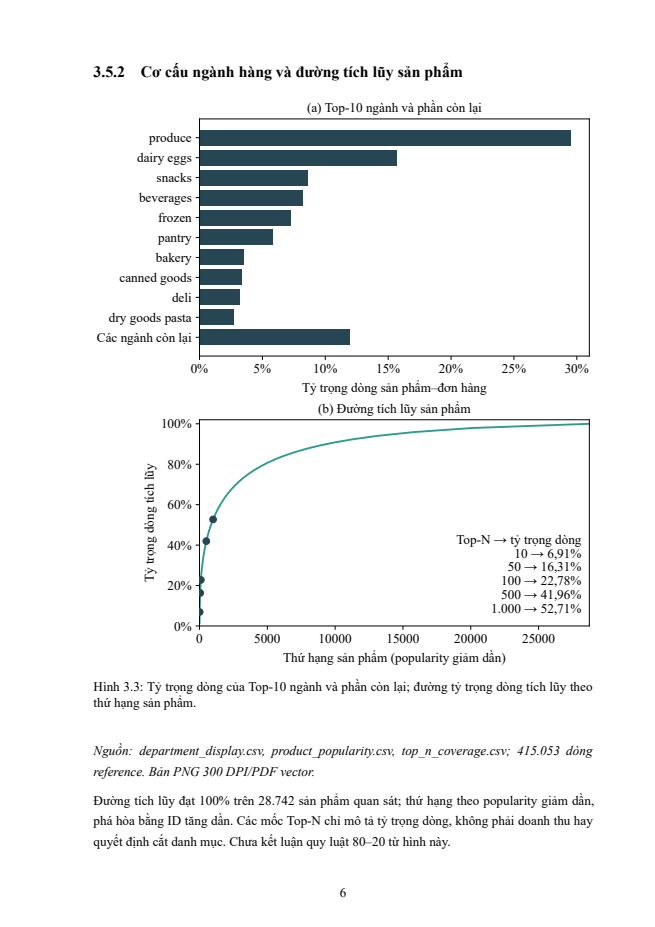 3.5.2 Cơ cấu ngành hàng và đường tích lũy sản phẩm
(a) Top-10 ngành và phần còn lại
produce
dairy eggs
snacks
beverages
frozen
pantry
bakery
canned goods
deli
dry goods pasta
Các ngành còn lại
0% 5% 10% 15% 20% 25% 30%
Tỷ trọng dòng sản phẩm–đơn hàng
(b) Đường tích lũy sản phẩm
100%
80%
60%
40%
20%
0%
Tỷ trọng dòng tích lũy
Top-N → tỷ trọng dòng
10 → 6,91%
50 → 16,31%
100 → 22,78%
500 → 41,96%
1.000 → 52,71%
0 5000 10000 15000 20000 25000
Thứ hạng sản phẩm (popularity giảm dần)
Hình 3.3: Tỷ trọng dòng của Top-10 ngành và phần còn lại; đường tỷ trọng dòng tích lũy theo
thứ hạng sản phẩm.
Nguồn: department_display.csv, product_popularity.csv, top_n_coverage.csv; 415.053 dòng
reference. Bản PNG 300 DPI/PDF vector.
Đường tích lũy đạt 100% trên 28.742 sản phẩm quan sát; thứ hạng theo popularity giảm dần,
phá hòa bằng ID tăng dần. Các mốc Top-N chỉ mô tả tỷ trọng dòng, không phải doanh thu hay
quyết định cắt danh mục. Chưa kết luận quy luật 80–20 từ hình này.
6